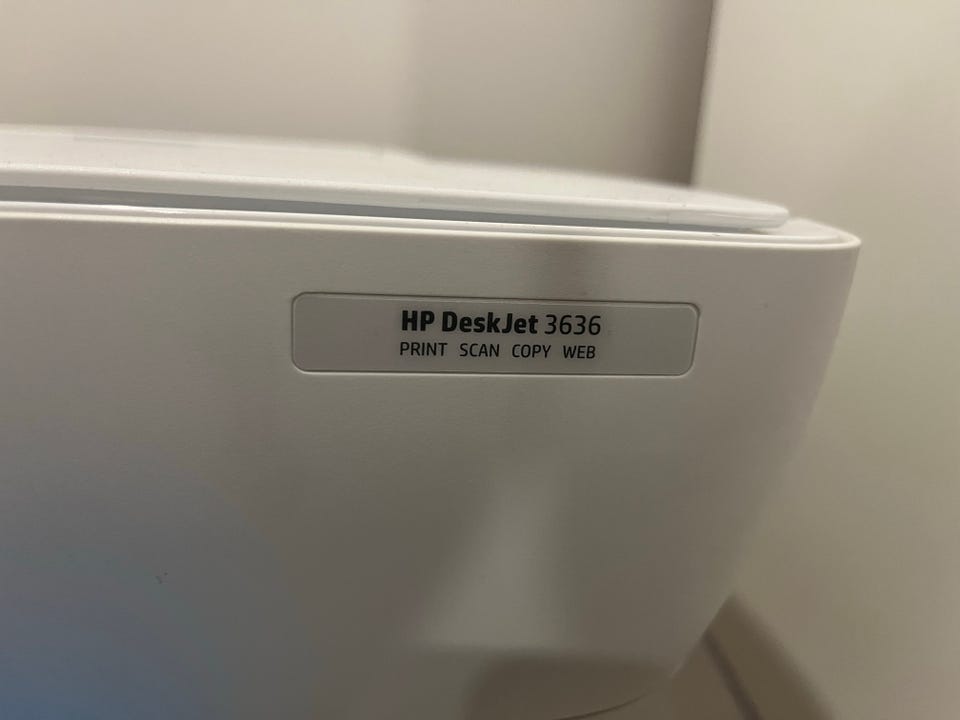 HP DeskJet 3636
PRINT SCAN COPY WEB